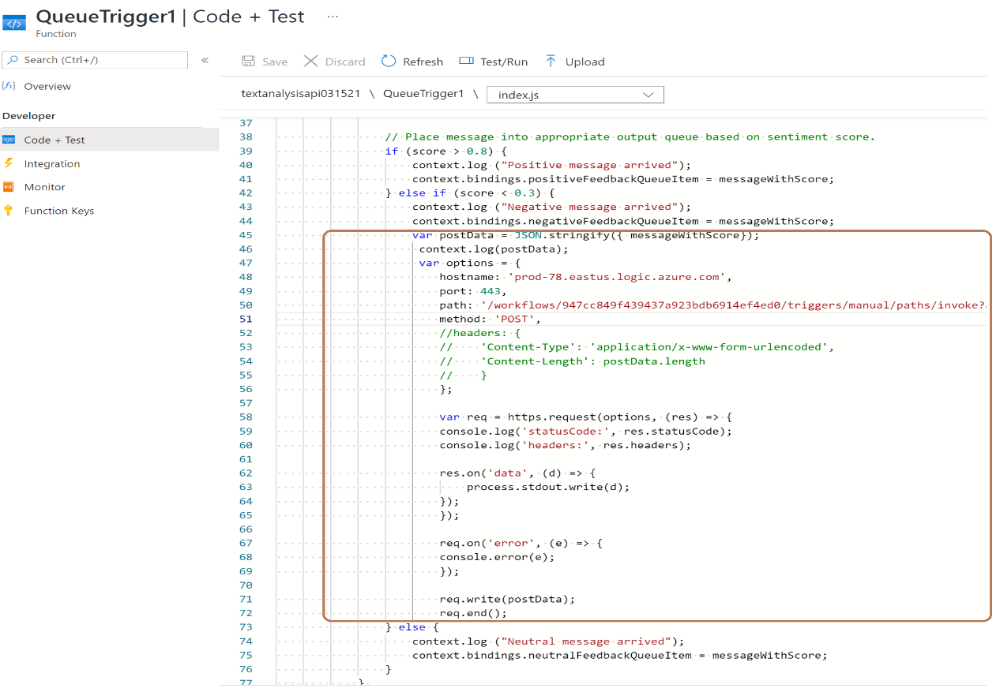 QueueTrigger1 | Code + Test ...
Function
Search (Ctrl+/)
«
Save Discard Refresh Test/Run Upload
Overview
Developer
Code + Test
Integration
Monitor
Function Keys
textanalysisapi031521 \ QueueTrigger1 \ index.js
37
38 // Place message into appropriate output queue based on sentiment score.
39 if (score > 0.8) {
40 context.log ("Positive message arrived");
41 context.bindings.positiveFeedbackQueueItem = messageWithScore;
42 } else if (score < 0.3) {
43 context.log ("Negative message arrived");
44 context.bindings.negativeFeedbackQueueItem = messageWithScore;
45 var postData = JSON.stringify({ messageWithScore});
46 context.log(postData);
47 var options = {
48 hostname: 'prod-78.eastus.logic.azure.com',
49 port: 443,
50 path: '/workflows/947cc849f439437a923bdb6914ef4ed0/triggers/manual/paths/invoke?
51 method: 'POST',
52 //headers: {
53 // 'Content-Type': 'application/x-www-form-urlencoded',
54 // 'Content-Length': postData.length
55 // }
56 };
57
58 var req = https.request(options, (res) => {
59 console.log('statusCode:', res.statusCode);
60 console.log('headers:', res.headers);
61
62 res.on('data', (d) => {
63 process.stdout.write(d);
64 });
65 });
66
67 req.on('error', (e) => {
68 console.error(e);
69 });
70
71 req.write(postData);
72 req.end();
73 } else {
74 context.log ("Neutral message arrived");
75 context.bindings.neutralFeedbackQueueItem = messageWithScore;
76 }
77 }